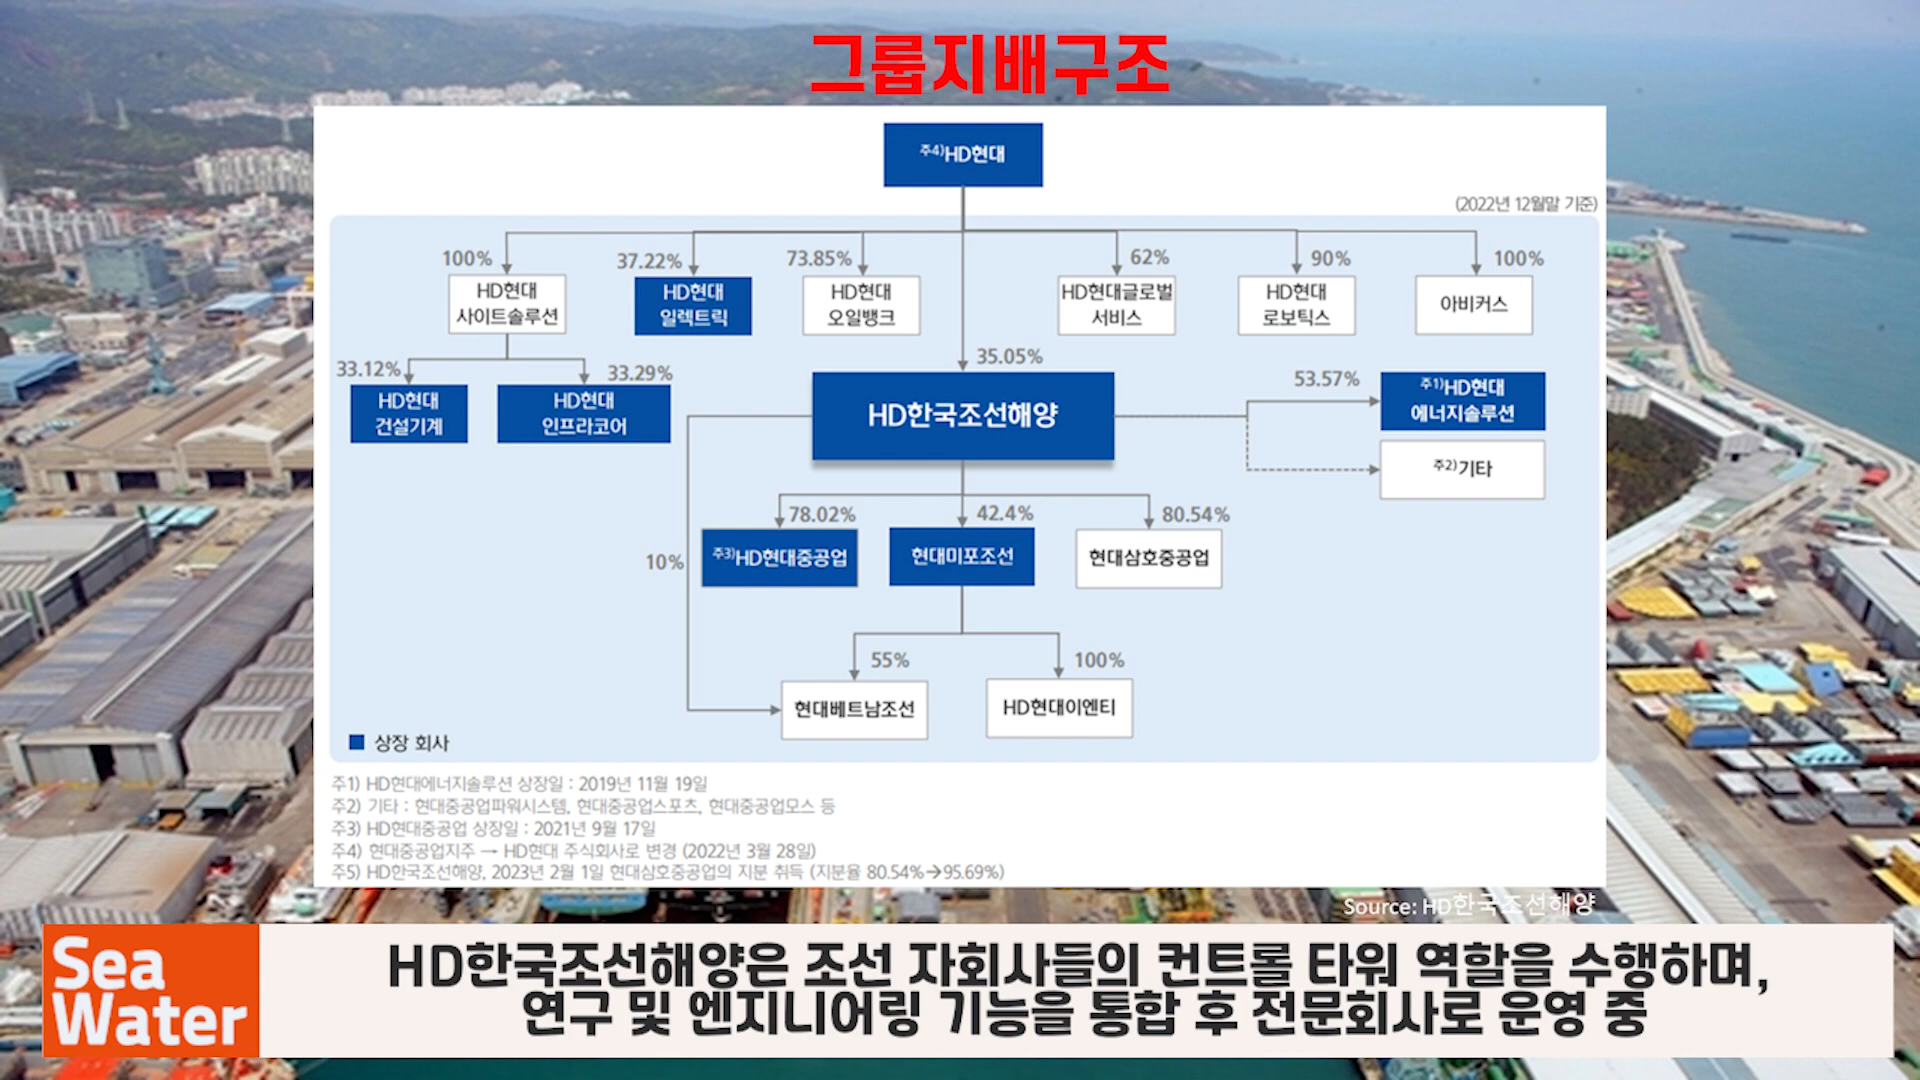 그룹지배구조
주4)HD현대
(2022년 12월말 기준)
100%
37.22%
73.85%
62%
90%
100%
HD현대
사이트솔루션
HD현대
일렉트릭
HD현대
오일뱅크
HD현대글로벌
서비스
HD현대
로보틱스
아비커스
33.12%
33.29%
35.05%
53.57%
HD현대
건설기계
HD현대
인프라코어
HD한국조선해양
주1)HD현대
에너지솔루션
주2)기타
78.02%
42.4%
80.54%
10%
주3)HD현대중공업
현대미포조선
현대삼호중공업
55%
100%
현대베트남조선
HD현대이엔티
상장 회사
주1) HD현대에너지솔루션 상장일 : 2019년 11월 19일
주2) 기타 : 현대중공업파워시스템, 현대중공업스포츠, 현대중공업모스 등
주3) HD현대중공업 상장일 : 2021년 9월 17일
주4) 현대중공업지주 → HD현대 주식회사로 변경 (2022년 3월 28일)
주5) HD한국조선해양, 2023년 2월 1일 현대삼호중공업의 지분 취득 (지분율 80.54%→95.69%)
Source: HD한국조선해양
Sea
Water
HD한국조선해양은 조선 자회사들의 컨트롤 타워 역할을 수행하며,
연구 및 엔지니어링 기능을 통합 후 전문회사로 운영 중